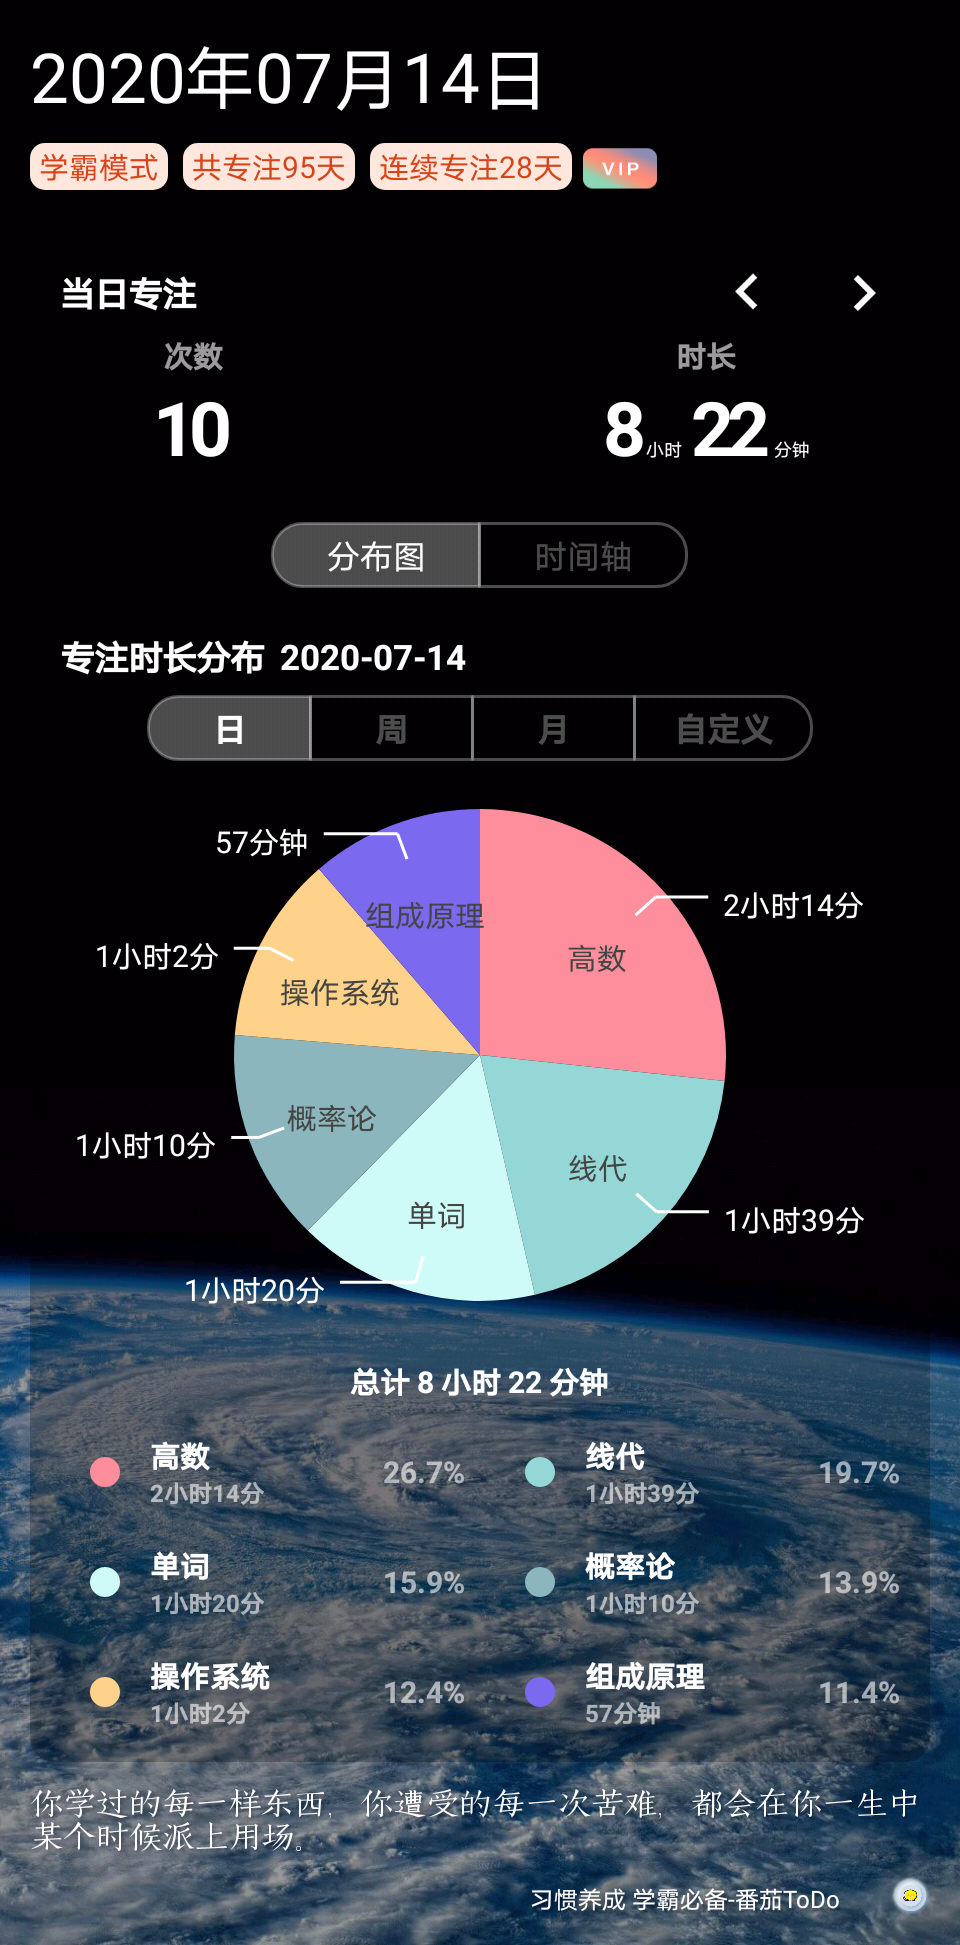 2020年07月14日
学霸模式 共专注95天 连续专注28天 VIP
当日专注
次数 时长
10 8小时 22分钟
分布图 时间轴
专注时长分布 2020-07-14
日 周 月 自定义
57分钟
2小时14分
组成原理
高数
1小时2分
操作系统
概率论
1小时10分
线代
单词
1小时39分
1小时20分
总计 8 小时 22 分钟
高数 26.7% 线代 19.7%
2小时14分 1小时39分
单词 15.9% 概率论 13.9%
1小时20分 1小时10分
操作系统 12.4% 组成原理 11.4%
1小时2分 57分钟
你学过的每一样东西，你遭受的每一次苦难，都会在你一生中
某个时候派上用场。
习惯养成 学霸必备-番茄ToDo